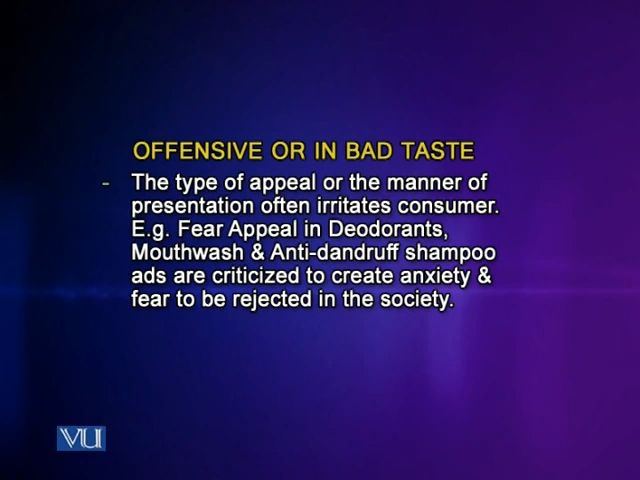 OFFENSIVE OR IN BAD TASTE
- The type of appeal or the manner of
presentation often irritates consumer.
E.g. Fear Appeal in Deodorants,
Mouthwash & Anti-dandruff shampoo
ads are criticized to create anxiety &
fear to be rejected in the society.
VU